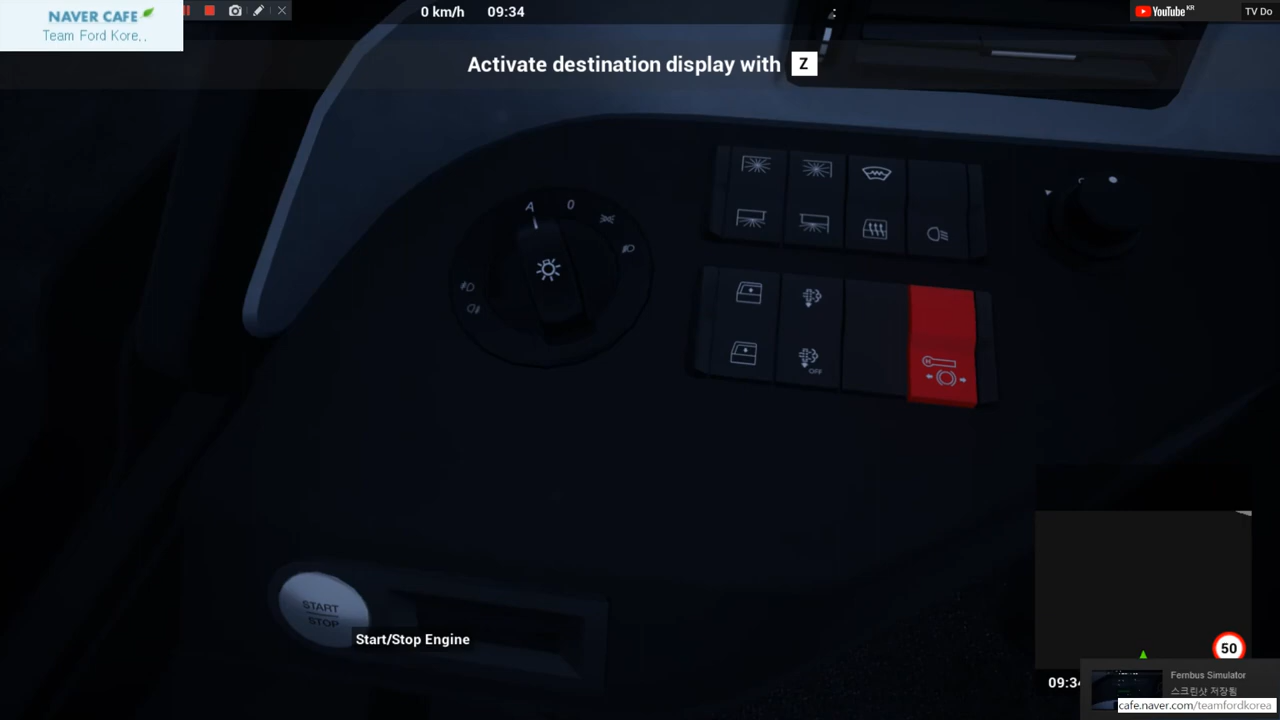 NAVER CAFE
Team Ford Kore..
0 km/h 09:34
YouTube KR
TV Do
Activate destination display with Z
A 0
OFF
START
STOP
Start/Stop Engine
50
09:34
Fernbus Simulator
스크린샷 저장됨
cafe.naver.com/teamfordkorea